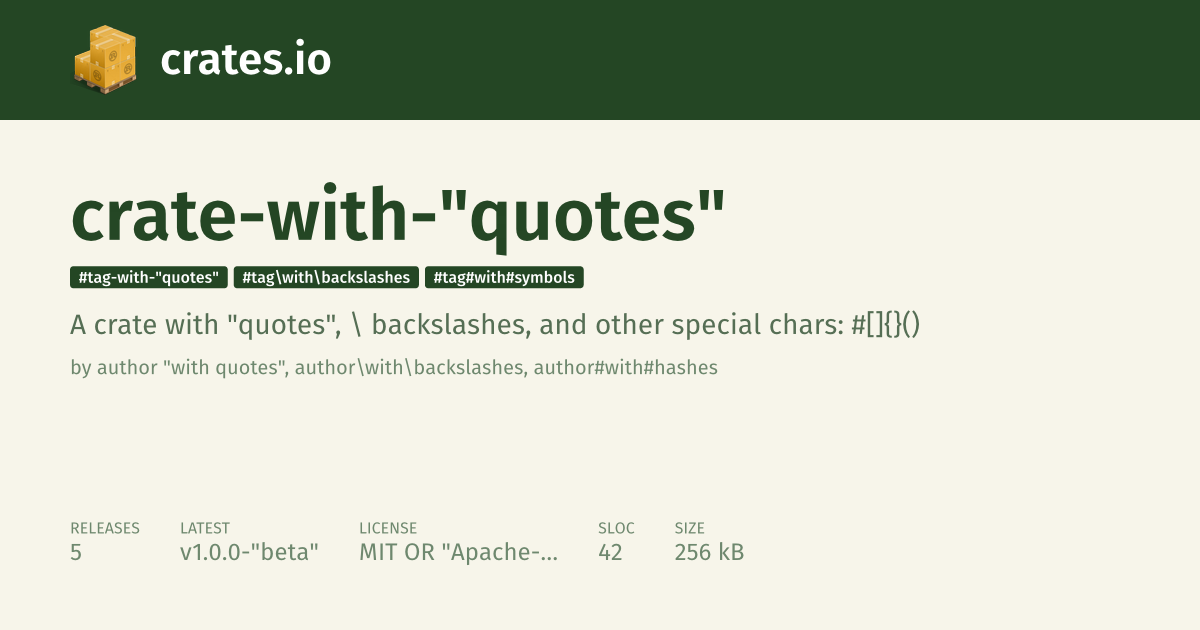 crates.io
crate-with-"quotes"
#tag-with-"quotes" #tag\with\backslashes #tag#with#symbols
A crate with "quotes", \ backslashes, and other special chars: #[]{}()
by author "with quotes", author\with\backslashes, author#with#hashes
RELEASES LATEST LICENSE SLOC SIZE
5 v1.0.0-"beta" MIT OR "Apache-... 42 256 kB